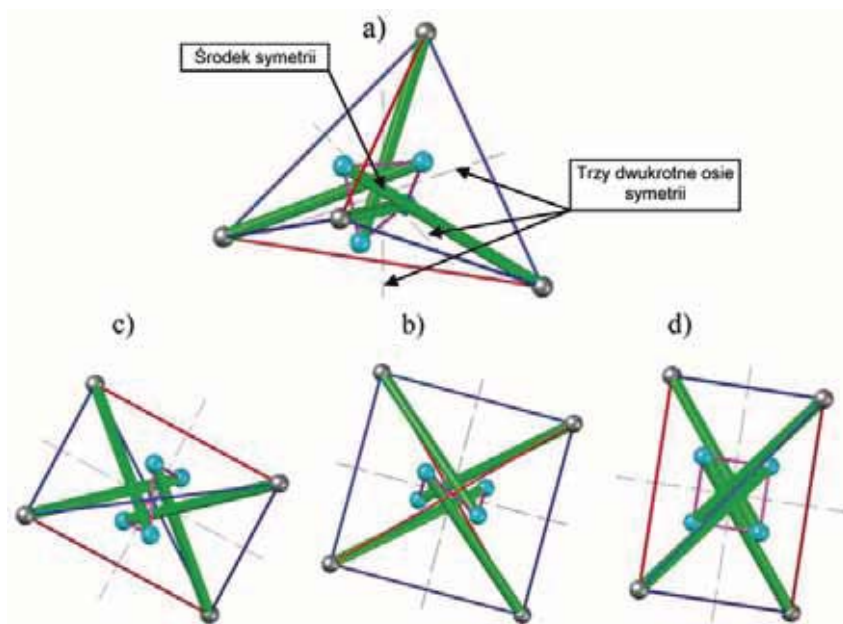 a)
Środek symetrii
Trzy dwukrotne osie
symetrii
c)
b)
d)